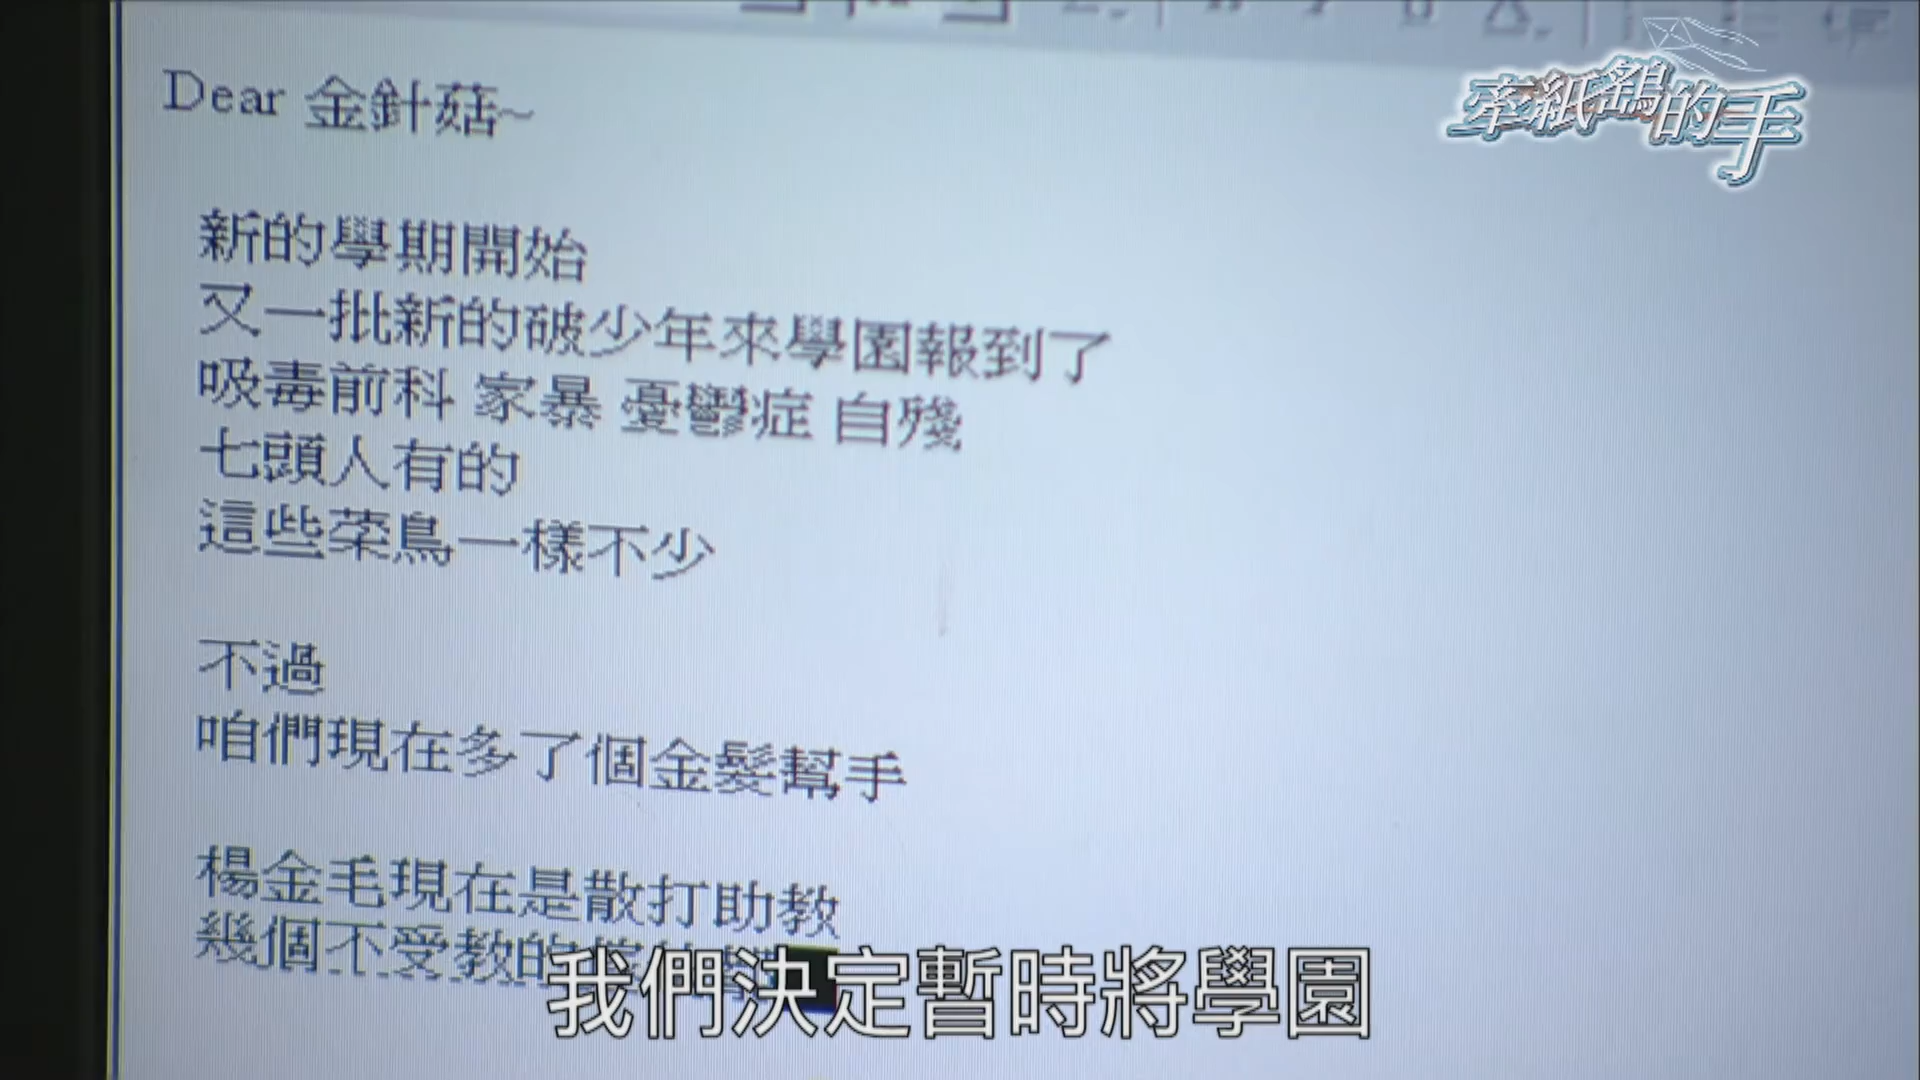 Dear 金針菇~
牽紙鷂的手
新的學期開始
又一批新的破少年來學園報到了
吸毒前科 家暴 憂鬱症 自殘
七頭人有的
這些菜鳥一樣不少
不過
咱們現在多了個金髮幫手
楊金毛現在是散打助教
幾個不受教的
我們決定暫時將學園